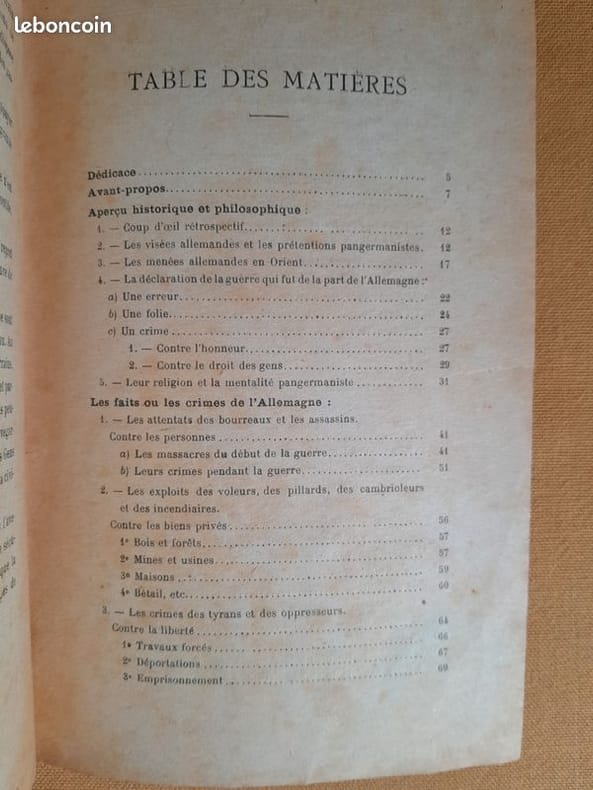 leboncoin
TABLE DES MATIÈRES
Dédicace 5
Avant-propos 7
Aperçu historique et philosophique :
1. — Coup d'œil rétrospectif 12
2. — Les visées allemandes et les prétentions pangermanistes. 12
3. — Les menées allemandes en Orient 17
4. — La déclaration de la guerre qui fut de la part de l'Allemagne :
a) Une erreur 22
b) Une folie 24
c) Un crime 27
1. — Contre l'honneur 27
2. — Contre le droit des gens 29
5. — Leur religion et la mentalité pangermaniste 31
Les faits ou les crimes de l'Allemagne :
1. — Les attentats des bourreaux et les assassins.
Contre les personnes 41
a) Les massacres du début de la guerre 41
b) Leurs crimes pendant la guerre 51
2. — Les exploits des voleurs, des pillards, des cambrioleurs
et des incendiaires.
Contre les biens privés 56
1° Bois et forêts 57
2° Mines et usines 57
3° Maisons 59
4° Bétail, etc. 60
3. — Les crimes des tyrans et des oppresseurs.
Contre la liberté 64
1° Travaux forcés 66
2° Déportations 67
3° Emprisonnement 69